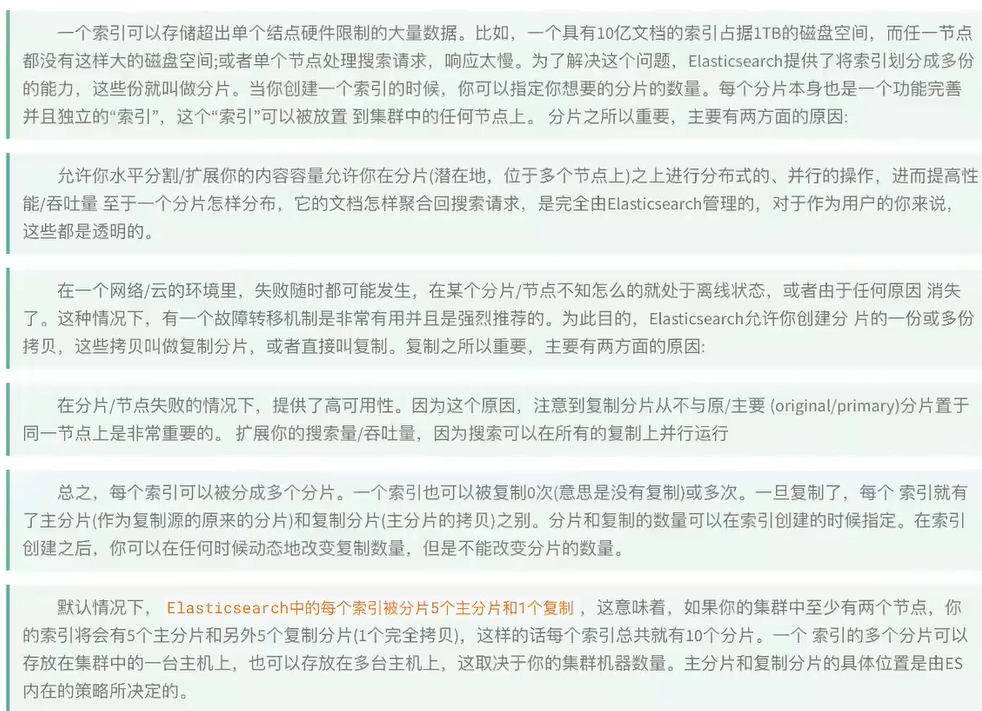 一个索引可以存储超出单个结点硬件限制的大量数据。比如，一个具有10亿文档的索引占据1TB的磁盘空间，而任一节点
都没有这样大的磁盘空间;或者单个节点处理搜索请求，响应太慢。为了解决这个问题，Elasticsearch提供了将索引划分成多份
的能力，这些份就叫做分片。当你创建一个索引的时候，你可以指定你想要的分片的数量。每个分片本身也是一个功能完善
并且独立的“索引”，这个“索引”可以被放置 到集群中的任何节点上。 分片之所以重要，主要有两方面的原因:
允许你水平分割/扩展你的内容容量允许你在分片(潜在地，位于多个节点上)之上进行分布式的、并行的操作，进而提高性
能/吞吐量 至于一个分片怎样分布，它的文档怎样聚合回搜索请求，是完全由Elasticsearch管理的，对于作为用户的你来说，
这些都是透明的。
在一个网络/云的环境里，失败随时都可能发生，在某个分片/节点不知怎么的就处于离线状态，或者由于任何原因 消失
了。这种情况下，有一个故障转移机制是非常有用并且是强烈推荐的。为此目的，Elasticsearch允许你创建分 片的一份或多份
拷贝，这些拷贝叫做复制分片，或者直接叫复制。复制之所以重要，主要有两方面的原因:
在分片/节点失败的情况下，提供了高可用性。因为这个原因，注意到复制分片从不与原/主要 (original/primary)分片置于
同一节点上是非常重要的。 扩展你的搜索量/吞吐量，因为搜索可以在所有的复制上并行运行
总之，每个索引可以被分成多个分片。一个索引也可以被复制0次(意思是没有复制)或多次。一旦复制了，每个 索引就有
了主分片(作为复制源的原来的分片)和复制分片(主分片的拷贝)之别。分片和复制的数量可以在索引创建的时候指定。在索引
创建之后，你可以在任何时候动态地改变复制数量，但是不能改变分片的数量。
默认情况下， Elasticsearch中的每个索引被分片5个主分片和1个复制 ，这意味着，如果你的集群中至少有两个节点，你
的索引将会有5个主分片和另外5个复制分片(1个完全拷贝)，这样的话每个索引总共就有10个分片。一个 索引的多个分片可以
存放在集群中的一台主机上，也可以存放在多台主机上，这取决于你的集群机器数量。主分片和复制分片的具体位置是由ES
内在的策略所决定的。